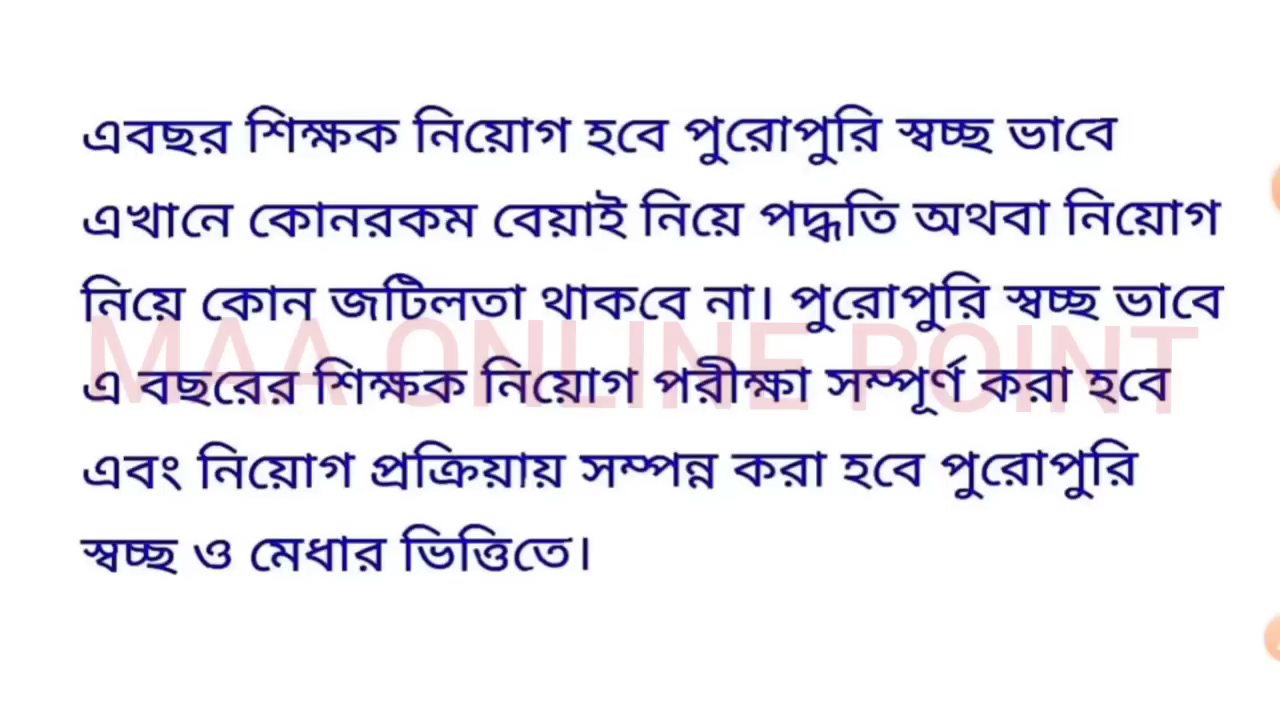 এবছর শিক্ষক নিয়োগ হবে পুরোপুরি স্বচ্ছ ভাবে
এখানে কোনরকম বেয়াই নিয়ে পদ্ধতি অথবা নিয়োগ
নিয়ে কোন জটিলতা থাকবে না। পুরোপুরি স্বচ্ছ ভাবে
MAA ONLINE POINT
এ বছরের শিক্ষক নিয়োগ পরীক্ষা সম্পূর্ণ করা হবে
এবং নিয়োগ প্রক্রিয়ায় সম্পন্ন করা হবে পুরোপুরি
স্বচ্ছ ও মেধার ভিত্তিতে।